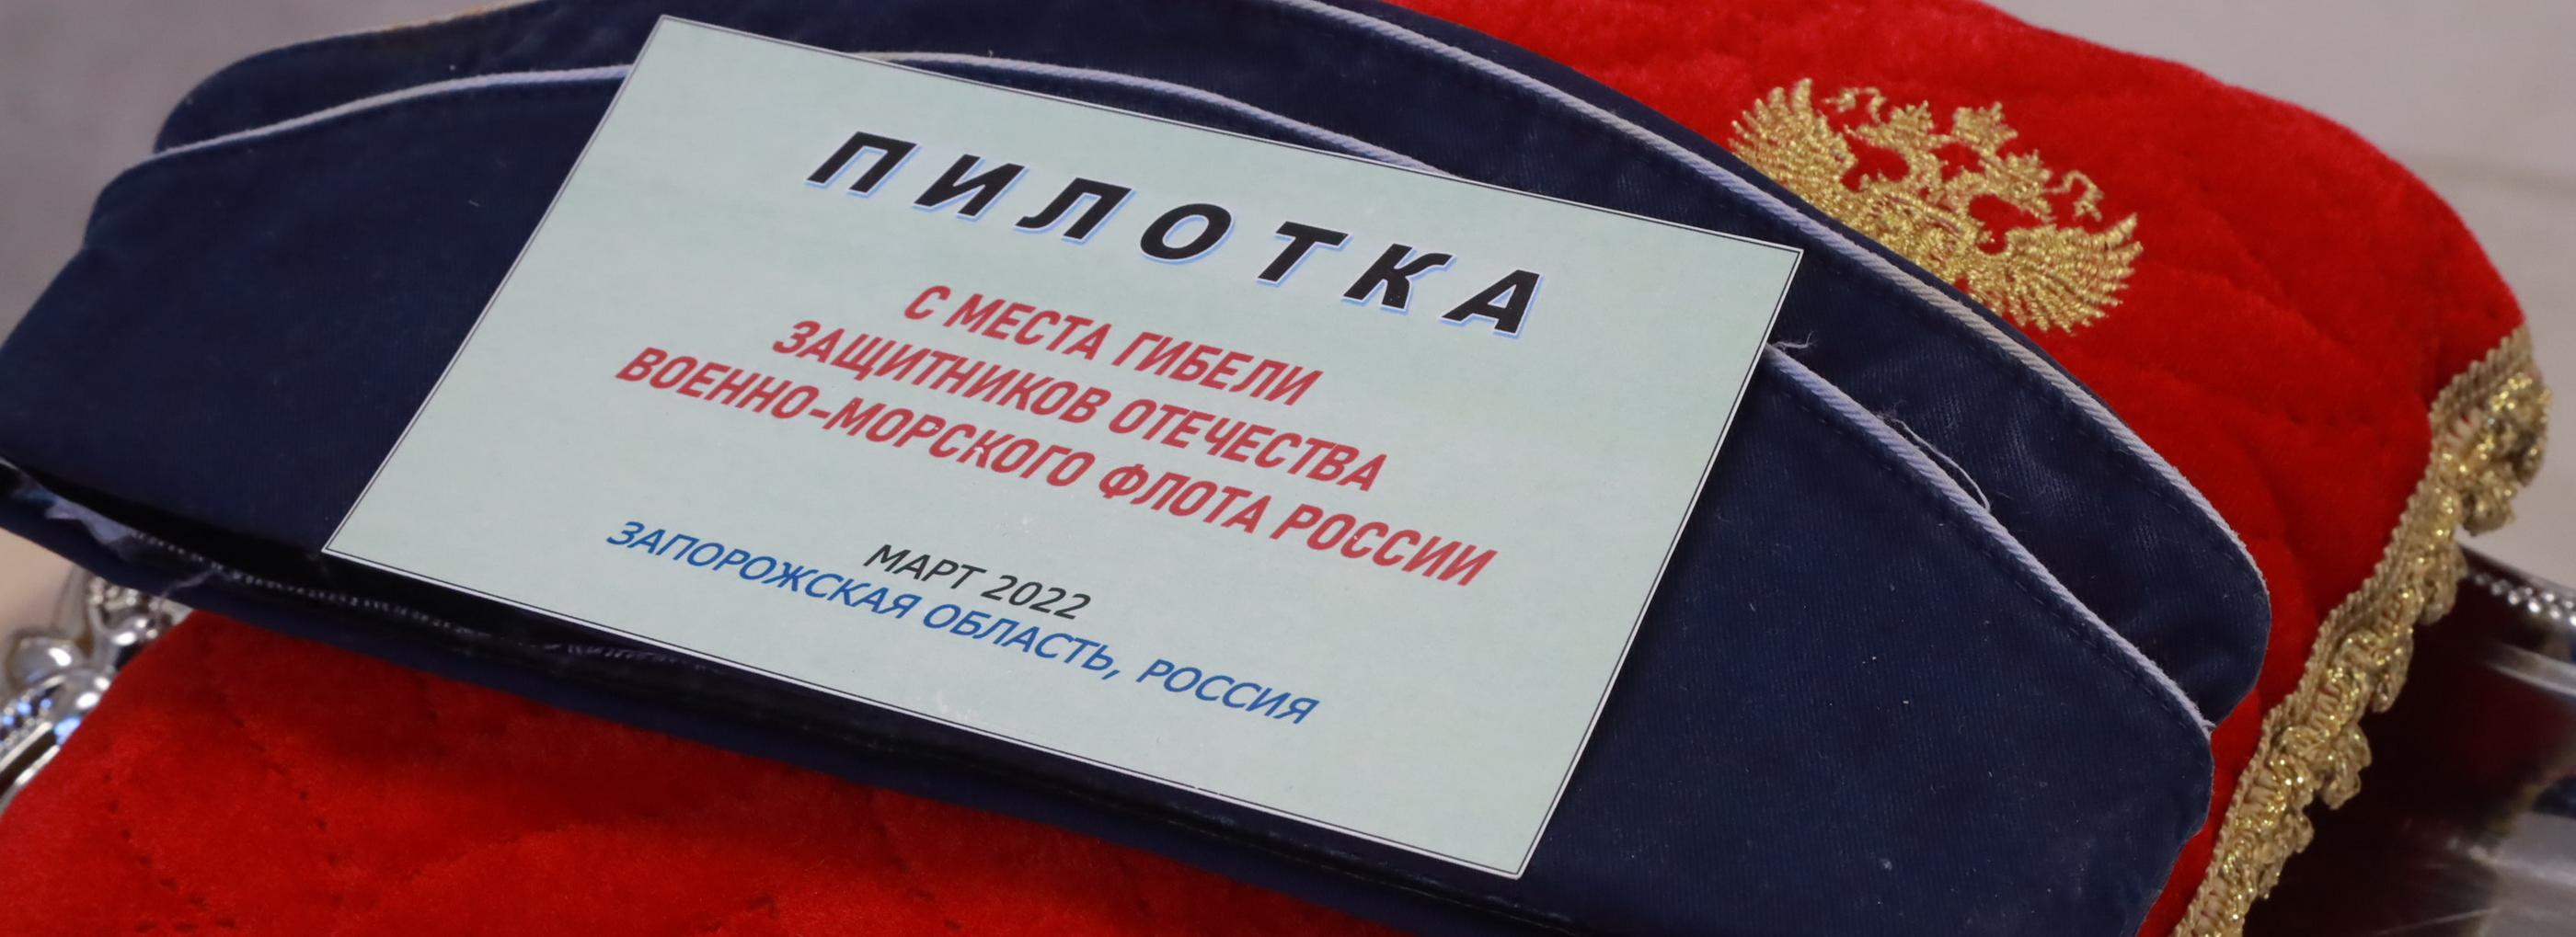 ПИЛОТКА
С МЕСТА ГИБЕЛИ
ЗАЩИТНИКОВ ОТЕЧЕСТВА
ВОЕННО-МОРСКОГО ФЛОТА РОССИИ
МАРТ 2022
ЗАПОРОЖСКАЯ ОБЛАСТЬ, РОССИЯ